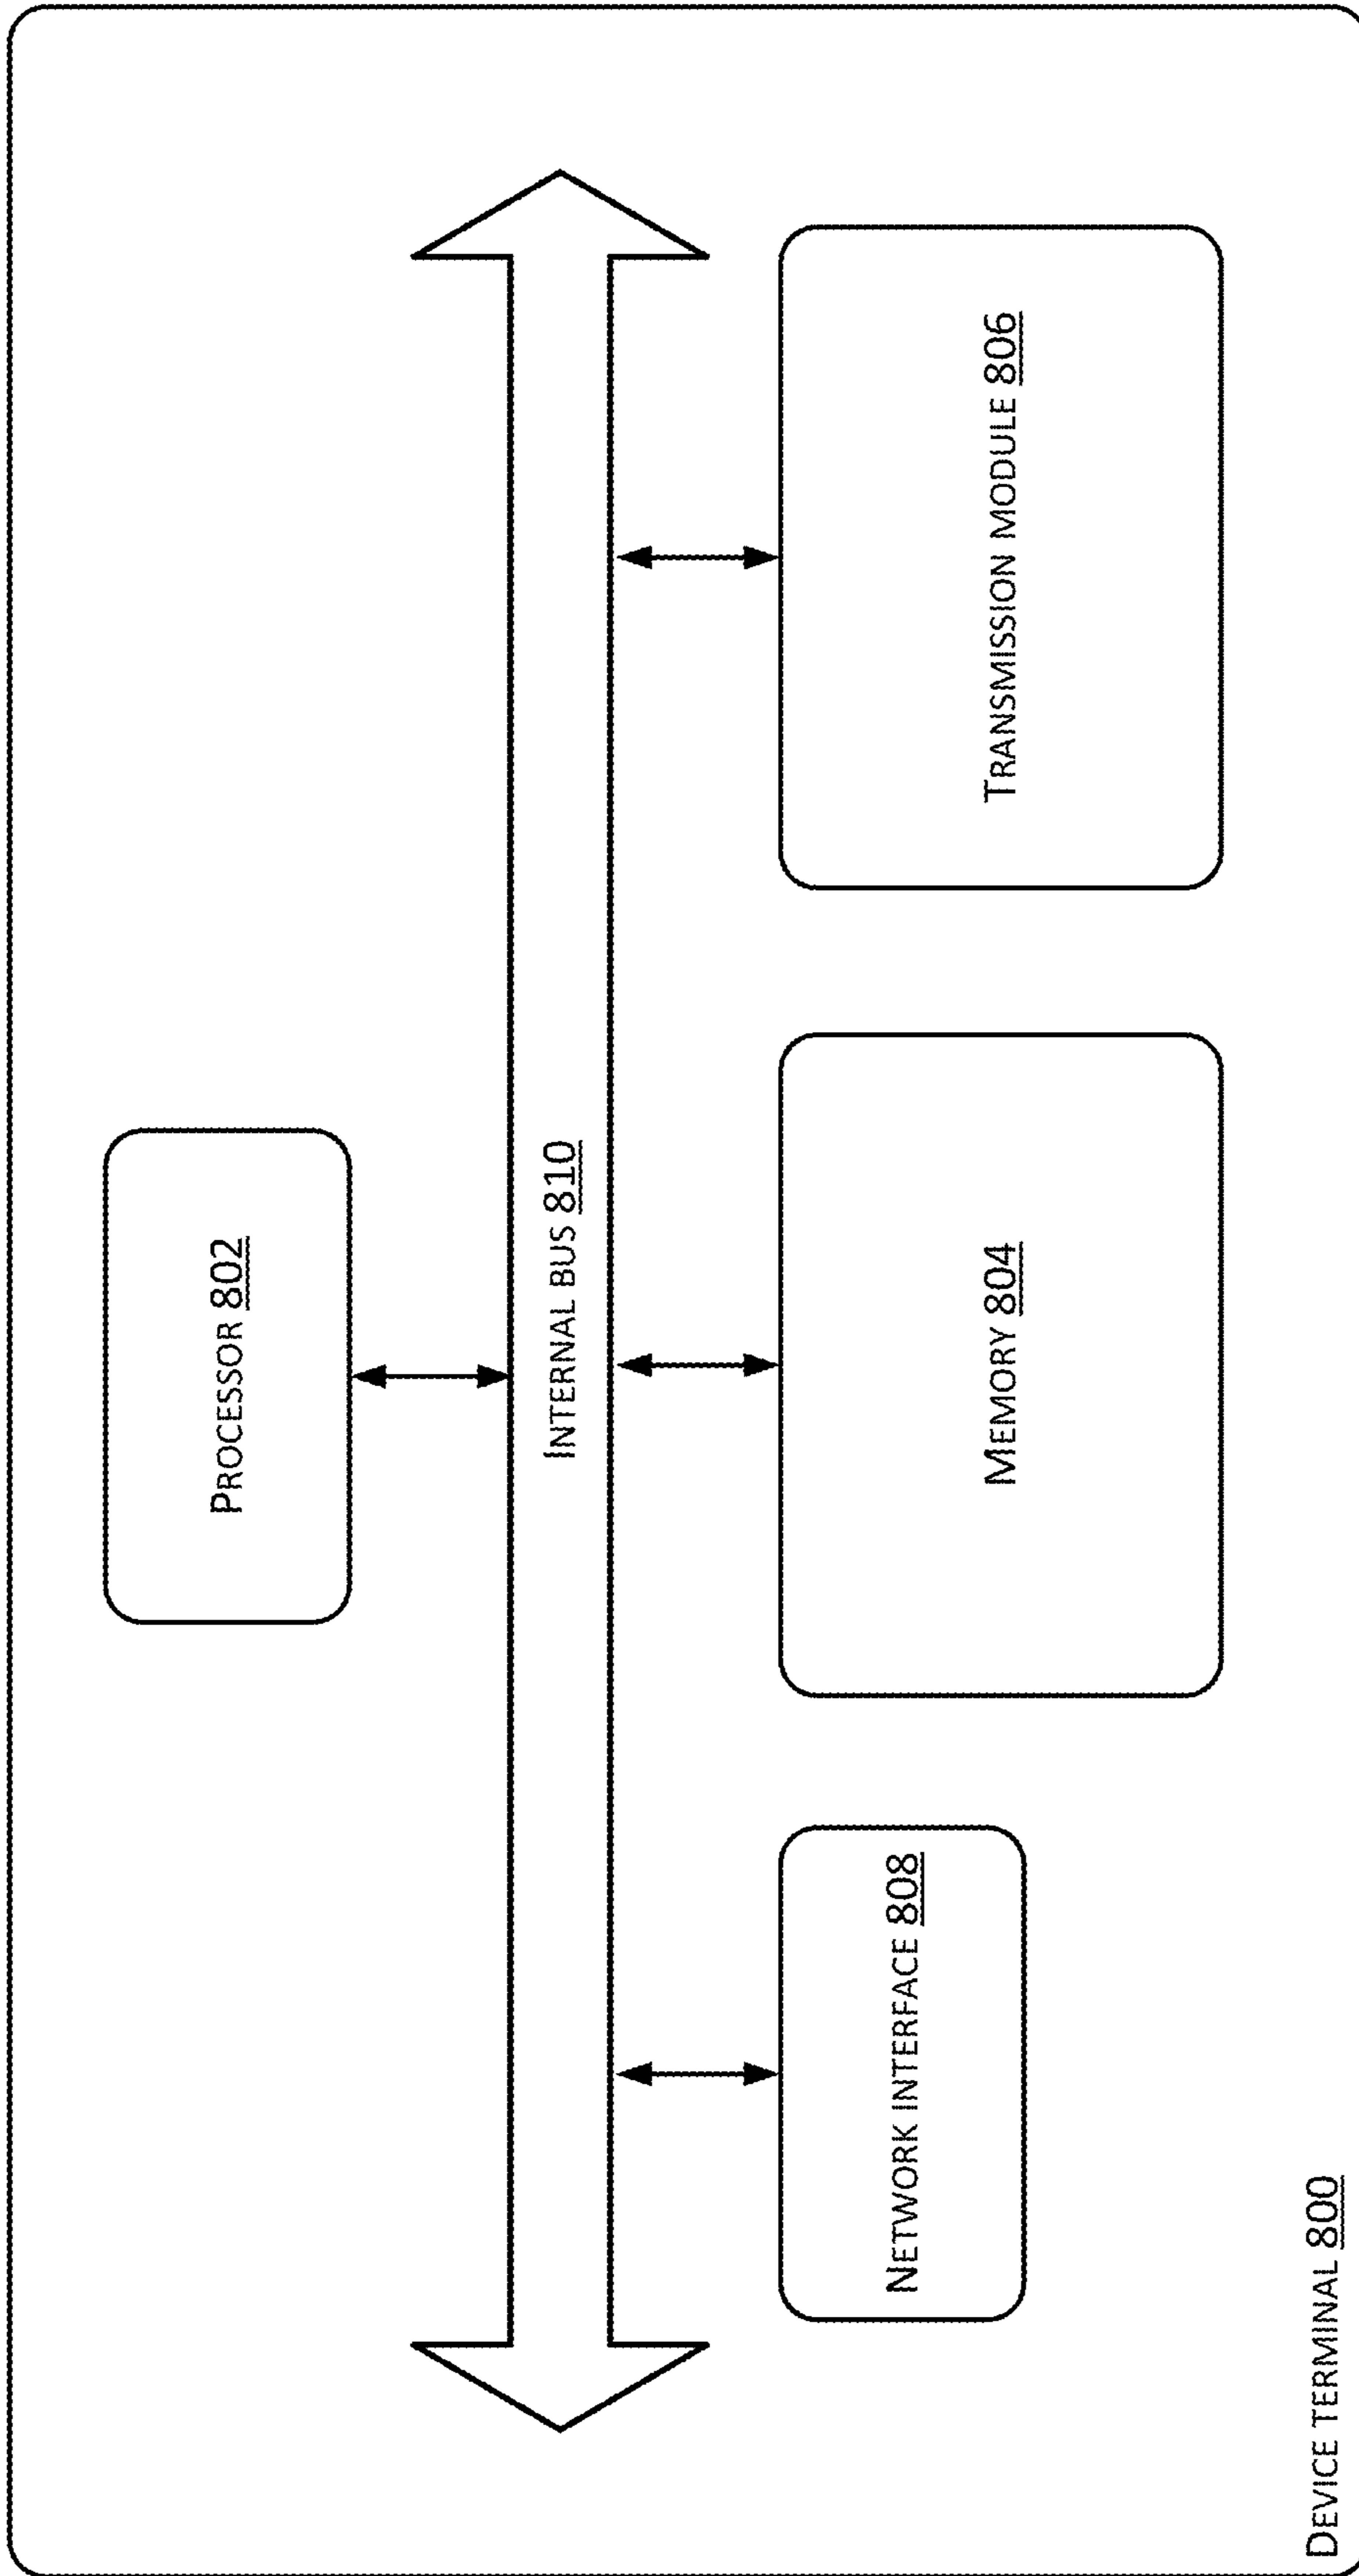 PROCESSOR 802
INTERNAL BUS 810
NETWORK INTERFACE 808
MEMORY 804
TRANSMISSION MODULE 806
DEVICE TERMINAL 800